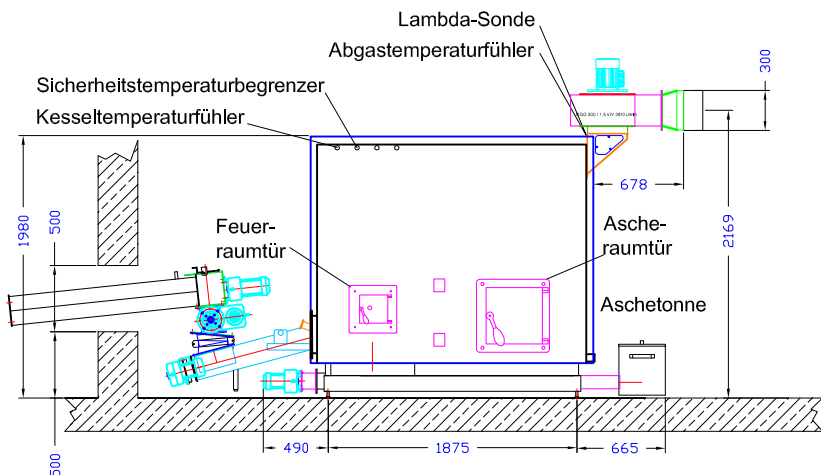 Lambda-Sonde
Abgastemperaturfühler
Sicherheitstemperaturbegrenzer
Kesseltemperaturfühler
300
678
1980
500
2169
Feuer-
raumtür
Asche-
raumtür
Aschetonne
490
1875
665
500